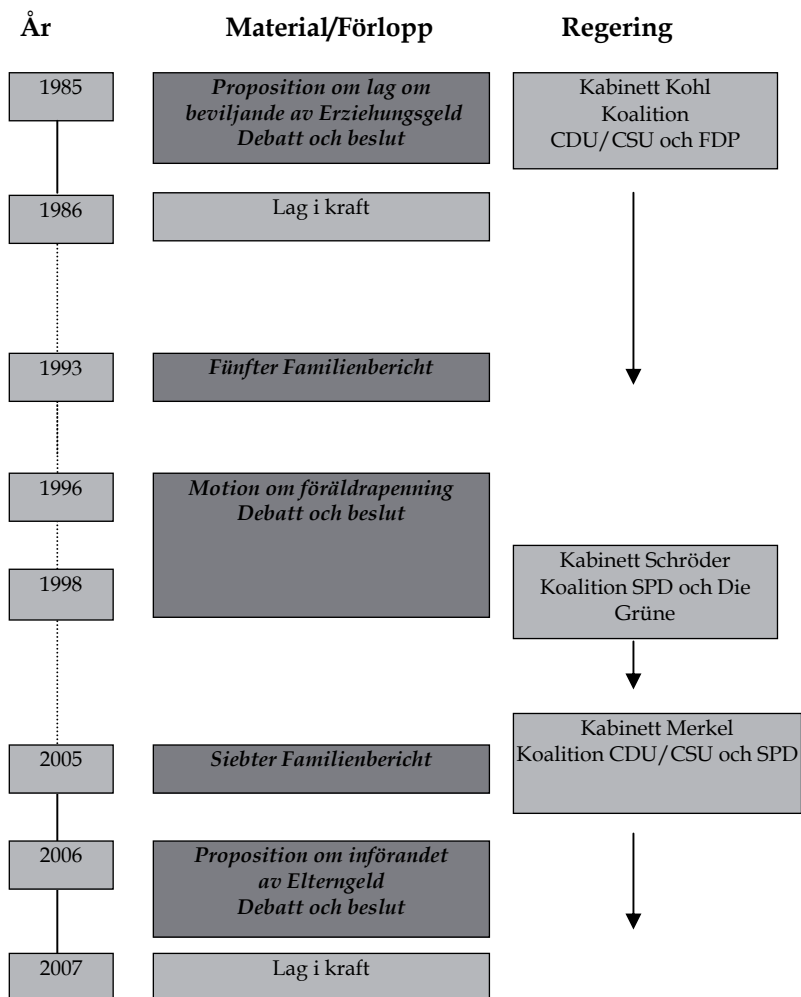 År Material/Förlopp Regering
1985
Proposition om lag om
beviljande av Erziehungsgeld
Debatt och beslut
Kabinett Kohl
Koalition
CDU/CSU och FDP
1986
Lag i kraft
1993
Fünfter Familienbericht
1996
Motion om föräldrapenning
Debatt och beslut
1998
Kabinett Schröder
Koalition SPD och Die
Grüne
Kabinett Merkel
Koalition CDU/CSU och SPD
2005
Siebter Familienbericht
2006
Proposition om införandet
av Elterngeld
Debatt och beslut
2007
Lag i kraft